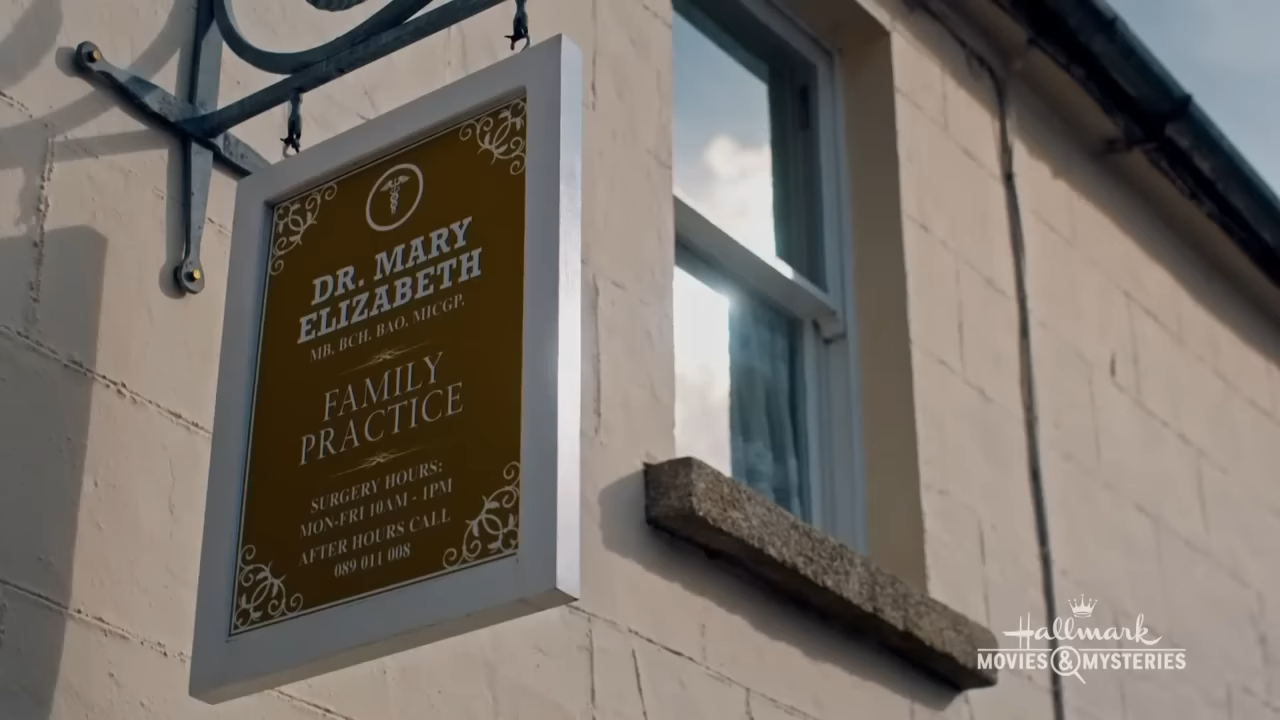 DR. MARY
ELIZABETH
MB, BCH, BAO, MICGP.
FAMILY
PRACTICE
SURGERY HOURS:
MON-FRI 10AM - 1PM
AFTER HOURS CALL
089 011 008
Hallmark
MOVIES & MYSTERIES